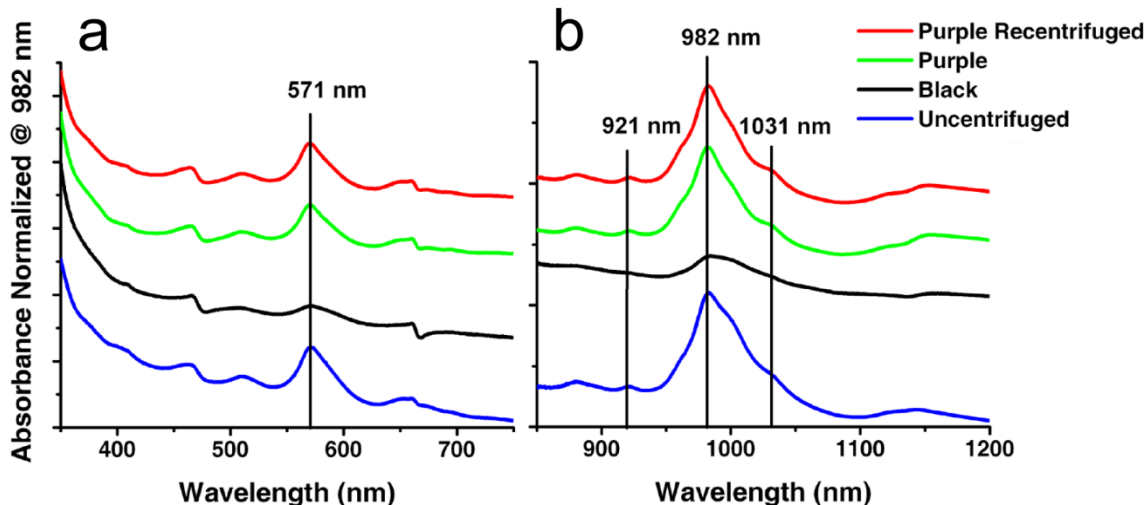 a
b
571 nm
982 nm
921 nm
1031 nm
Purple Recentrifuged
Purple
Black
Uncentrifuged
Absorbance Normalized @ 982 nm
400
500
600
700
900
1000
1100
1200
Wavelength (nm)
Wavelength (nm)